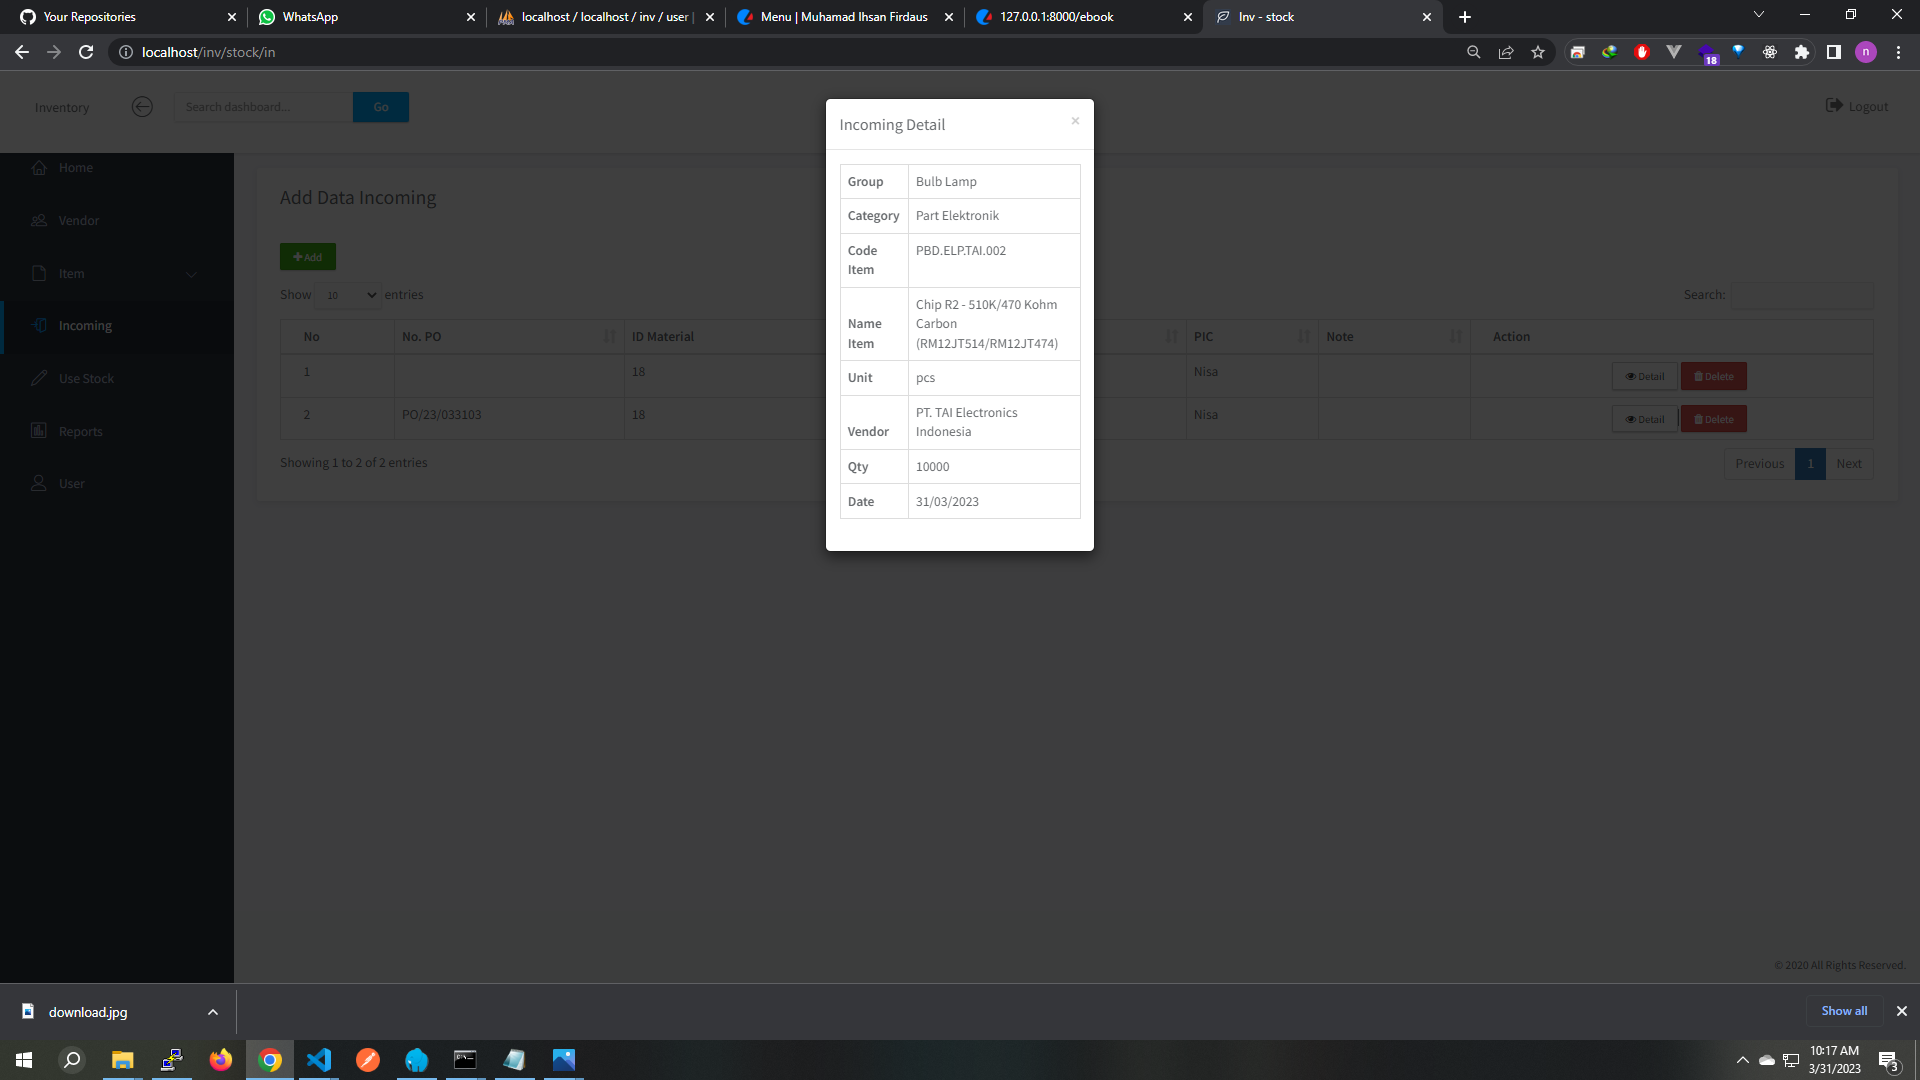 Your Repositories
WhatsApp
localhost / localhost / inv / user |
Menu | Muhamad Ihsan Firdaus
127.0.0.1:8000/ebook
Inv - stock
localhost/inv/stock/in
18
n
Inventory
Search dashboard...
Go
Logout
Home
Vendor
Item
Incoming
Use Stock
Reports
User
Add Data Incoming
Add
Show 10 entries
Search:
No No. PO ID Material PIC Note Action
1 18 Nisa Detail Delete
2 PO/23/033103 18 Nisa Detail Delete
Showing 1 to 2 of 2 entries
Previous 1 Next
Incoming Detail ×
Group Bulb Lamp
Category Part Elektronik
Code Item PBD.ELP.TAI.002
Name Item Chip R2 - 510K/470 Kohm
Carbon
(RM12JT514/RM12JT474)
Unit pcs
Vendor PT. TAI Electronics
Indonesia
Qty 10000
Date 31/03/2023
© 2020 All Rights Reserved.
download.jpg
Show all
10:17 AM
3/31/2023
3